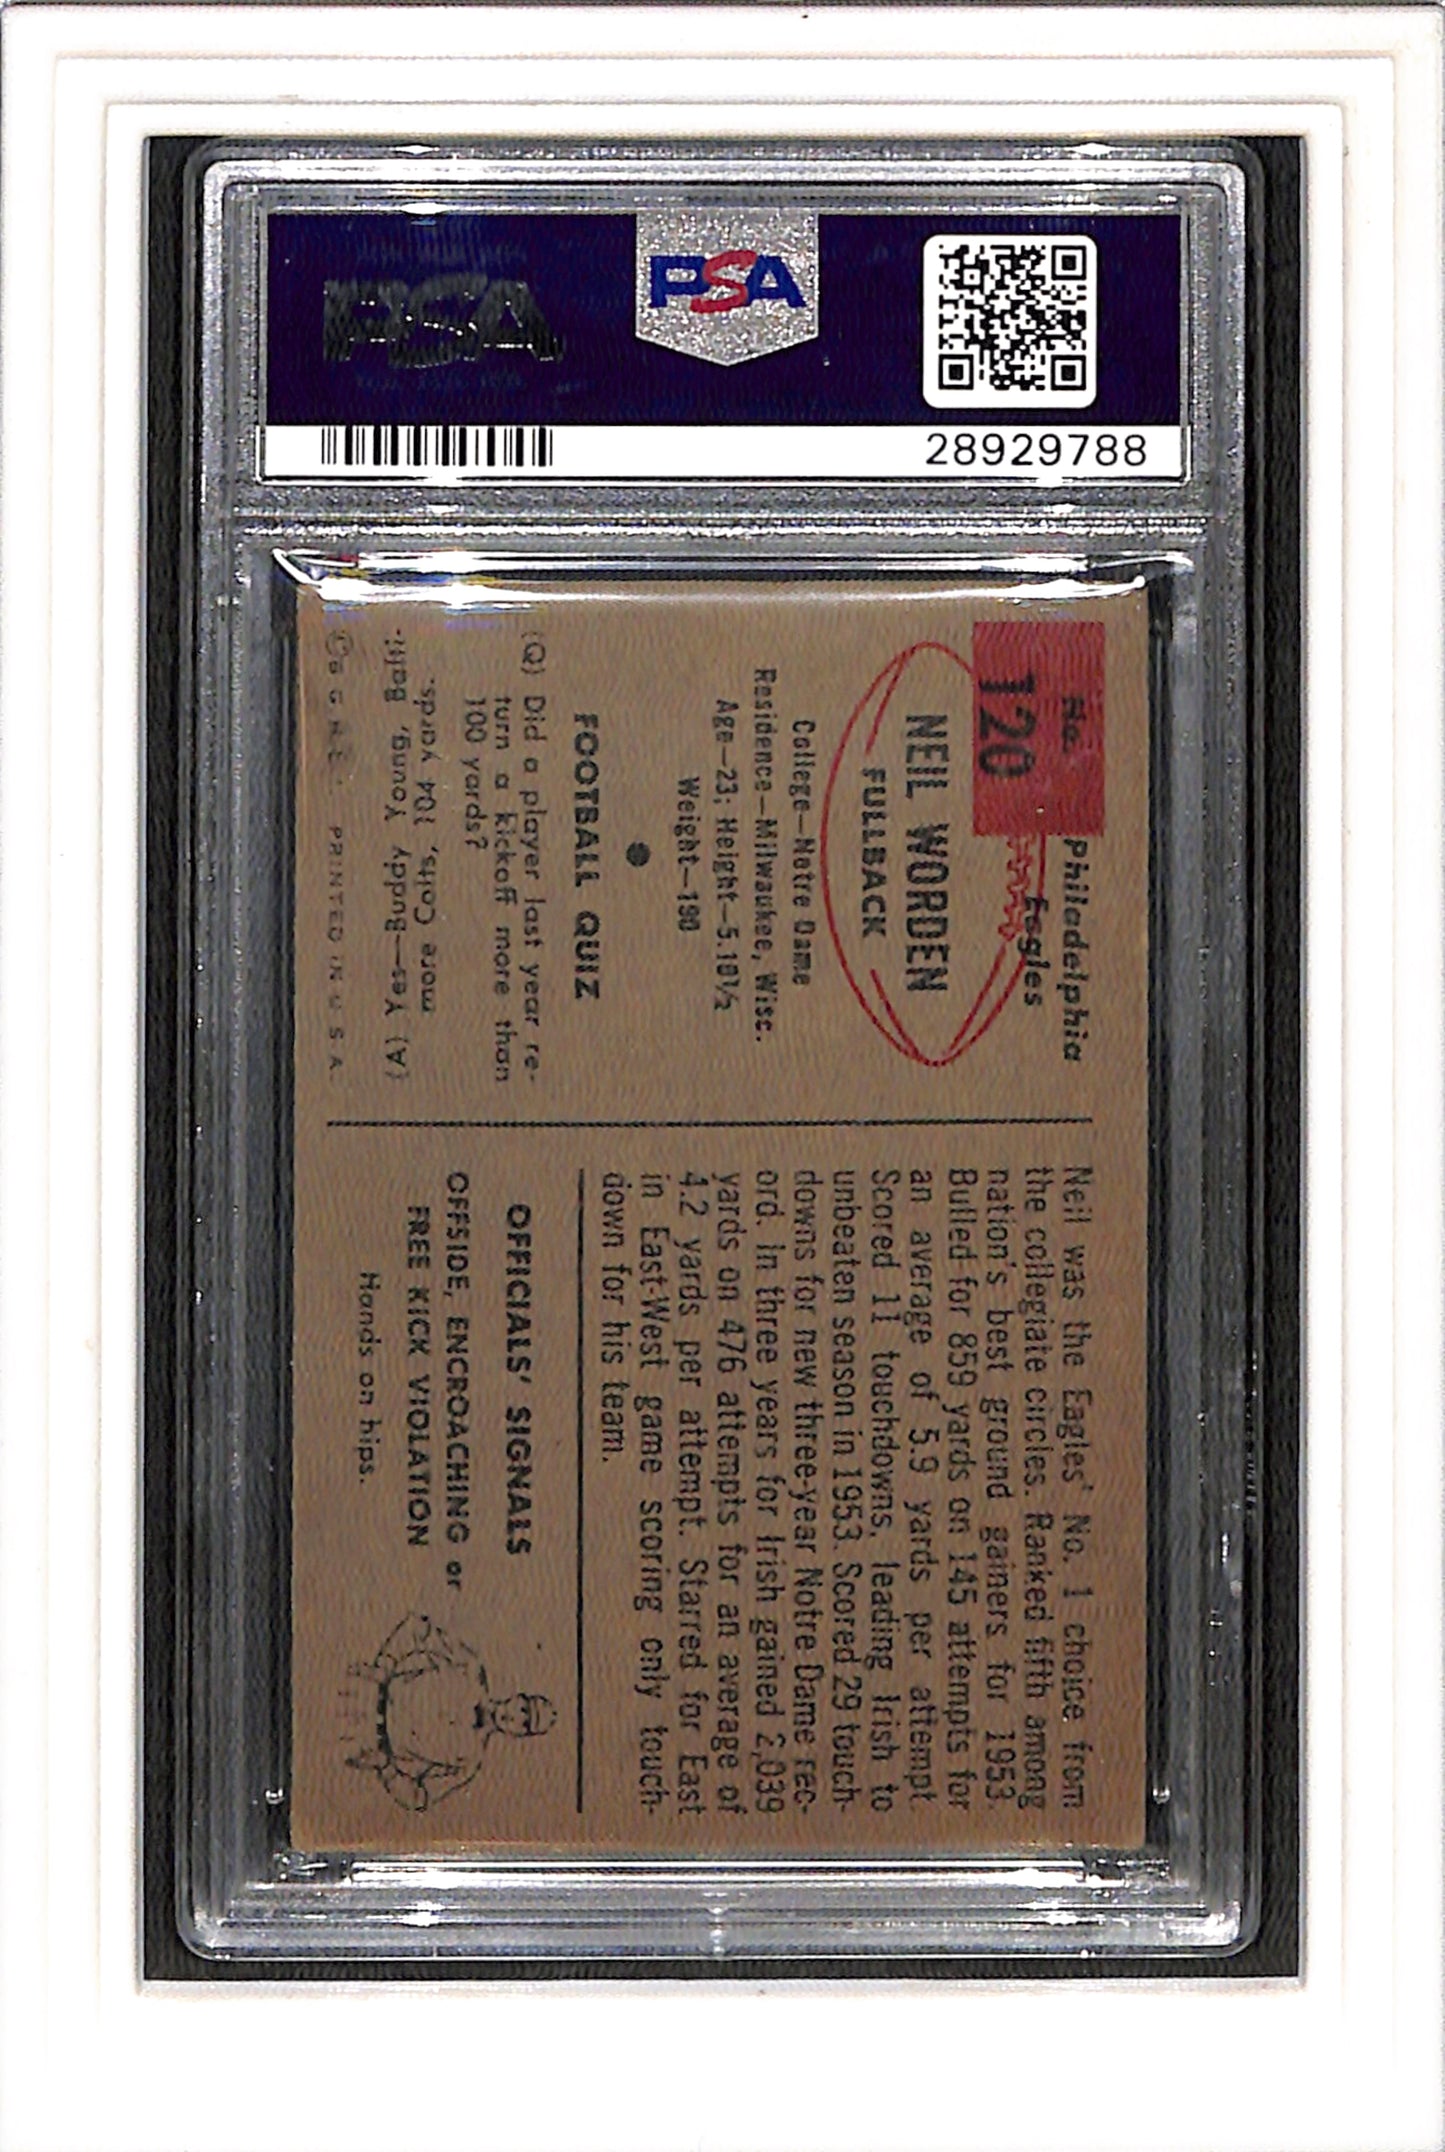 PSA
PSA
28929788
No.
120
Philadelphia
Eagles
NEIL WORDEN
FULLBACK
College—Notre Dame
Residence—Milwaukee, Wisc.
Age—23; Height—5.10½
Weight—190
FOOTBALL QUIZ
(Q) Did a player last year re-
turn a kickoff more than
100 yards?
(A) Yes—Buddy Young, Balti-
more Colts, 104 yards.
PRINTED IN U S A
Neil was the Eagles' No. 1 choice from
the collegiate circles. Ranked fifth among
nation's best ground gainers for 1953.
Bulled for 859 yards on 145 attempts for
an average of 5.9 yards per attempt.
Scored 11 touchdowns, leading Irish to
unbeaten season in 1953. Scored 29 touch-
downs for new three-year Notre Dame rec-
ord. In three years for Irish gained 2,039
yards on 476 attempts for an average of
4.2 yards per attempt. Starred for East
in East-West game scoring only touch-
down for his team.
OFFICIALS' SIGNALS
OFFSIDE, ENCROACHING or
FREE KICK VIOLATION
Hands on hips.